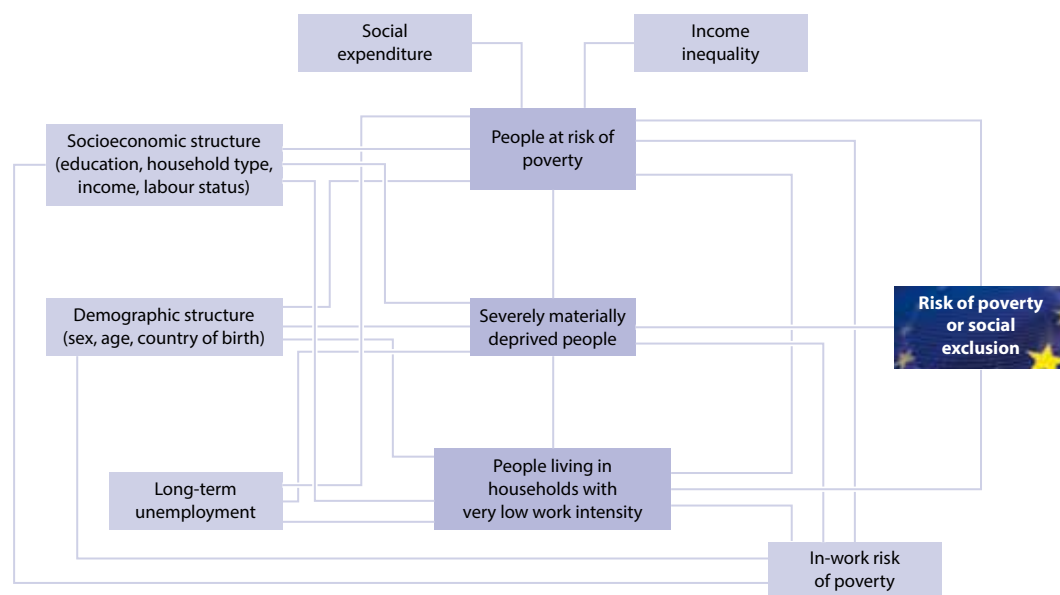 Social
expenditure
Income
inequality
People at risk of
poverty
Socioeconomic structure
(education, household type,
income, labour status)
Demographic structure
(sex, age, country of birth)
Severely materially
deprived people
Risk of poverty
or social
exclusion
Long-term
unemployment
People living in
households with
very low work intensity
In-work risk
of poverty